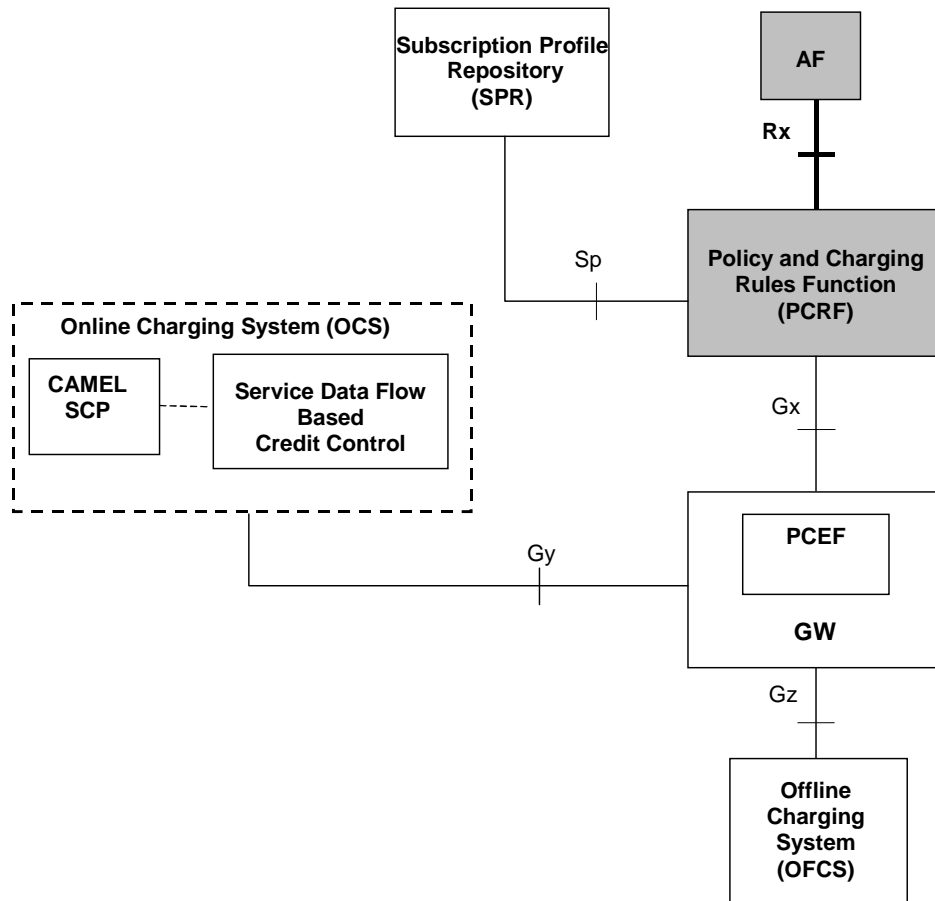 Subscription Profile
Repository
(SPR)
AF
Rx
Sp
Policy and Charging
Rules Function
(PCRF)
Online Charging System (OCS)
CAMEL
SCP
Service Data Flow
Based
Credit Control
Gx
Gy
PCEF
GW
Gz
Offline
Charging
System
(OFCS)